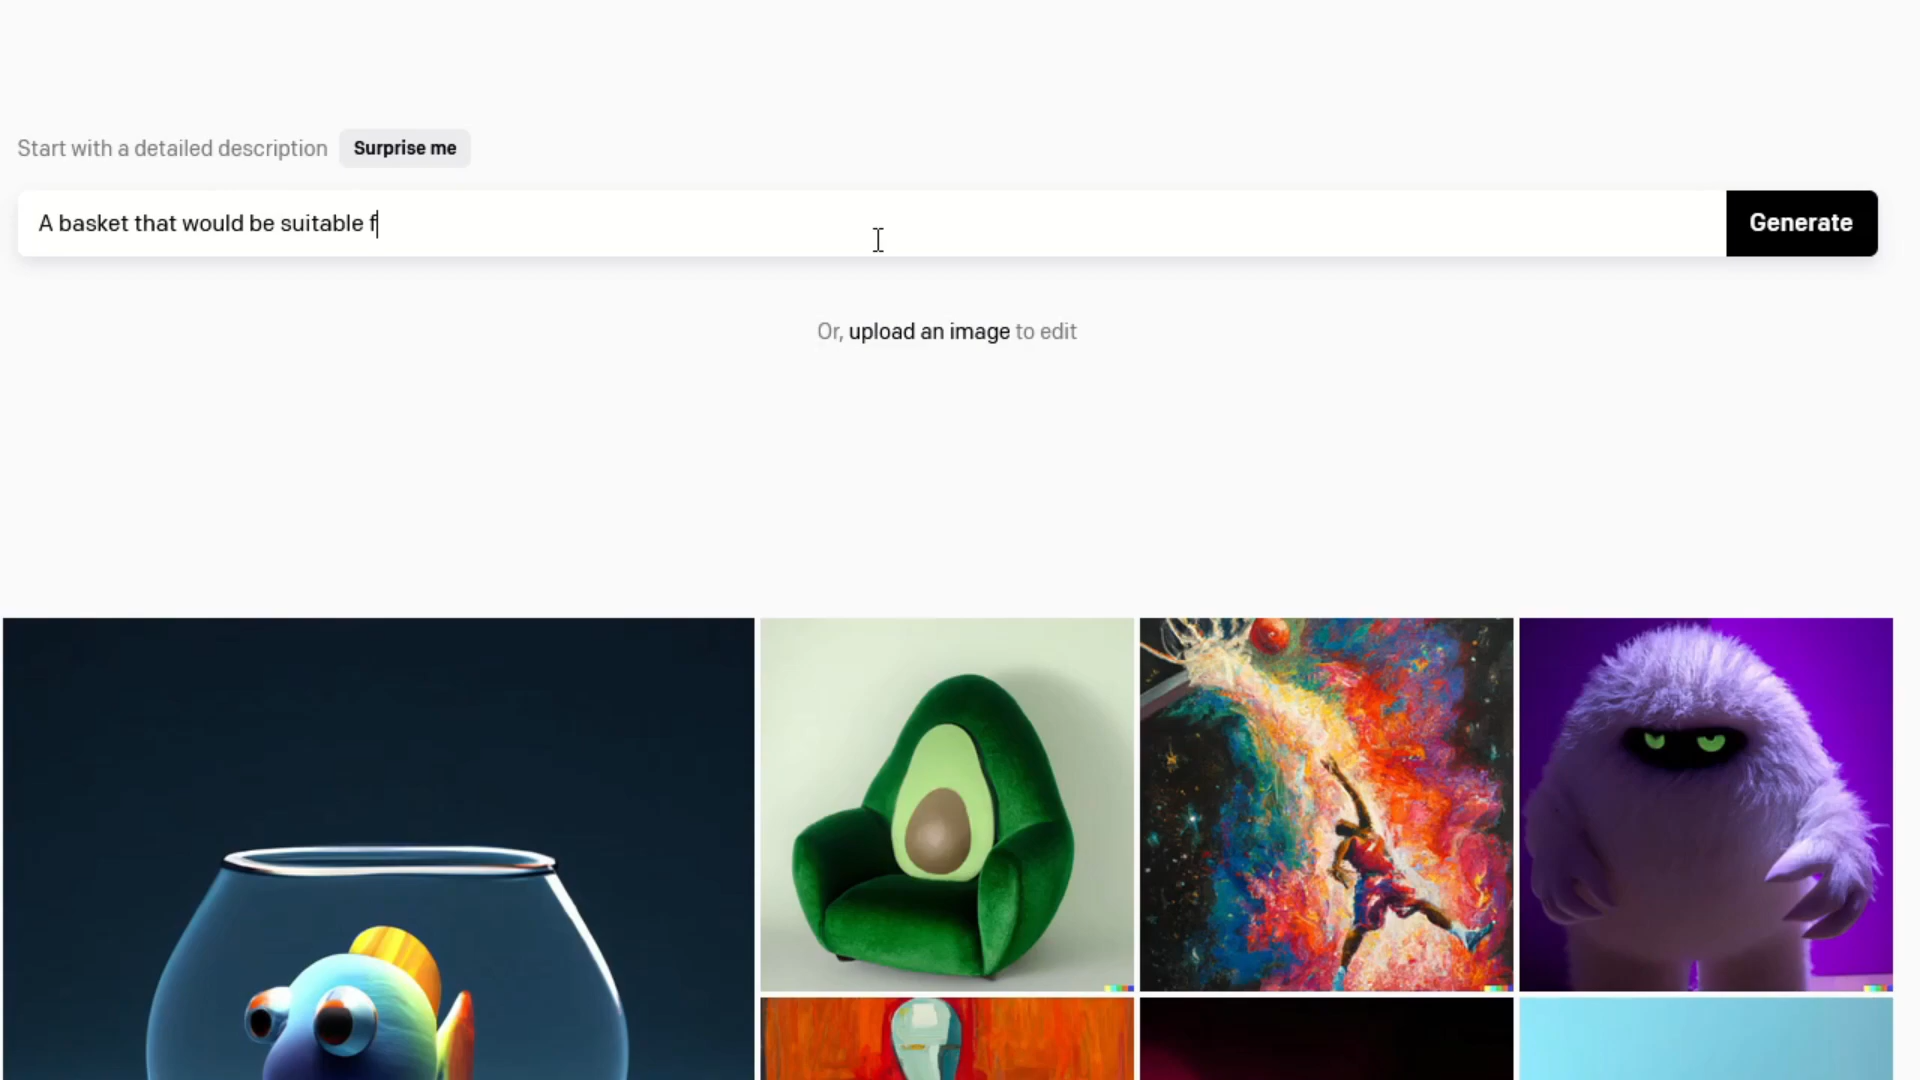 Start with a detailed description Surprise me
A basket that would be suitable f
Generate
Or, upload an image to edit